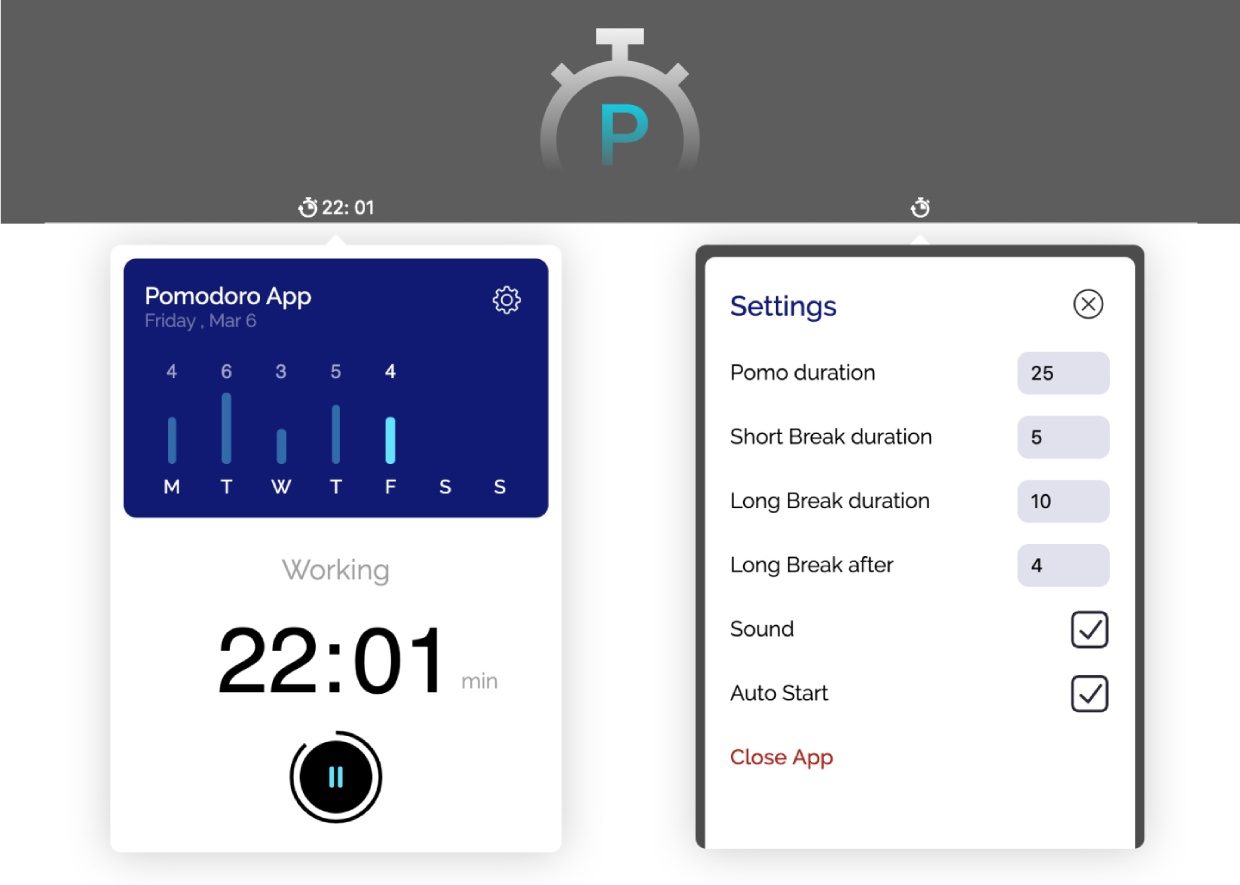 P
22: 01
Pomodoro App
Friday , Mar 6
4 6 3 5 4
M T W T F S S
Working
22:01 min
Settings
Pomo duration 25
Short Break duration 5
Long Break duration 10
Long Break after 4
Sound
Auto Start
Close App